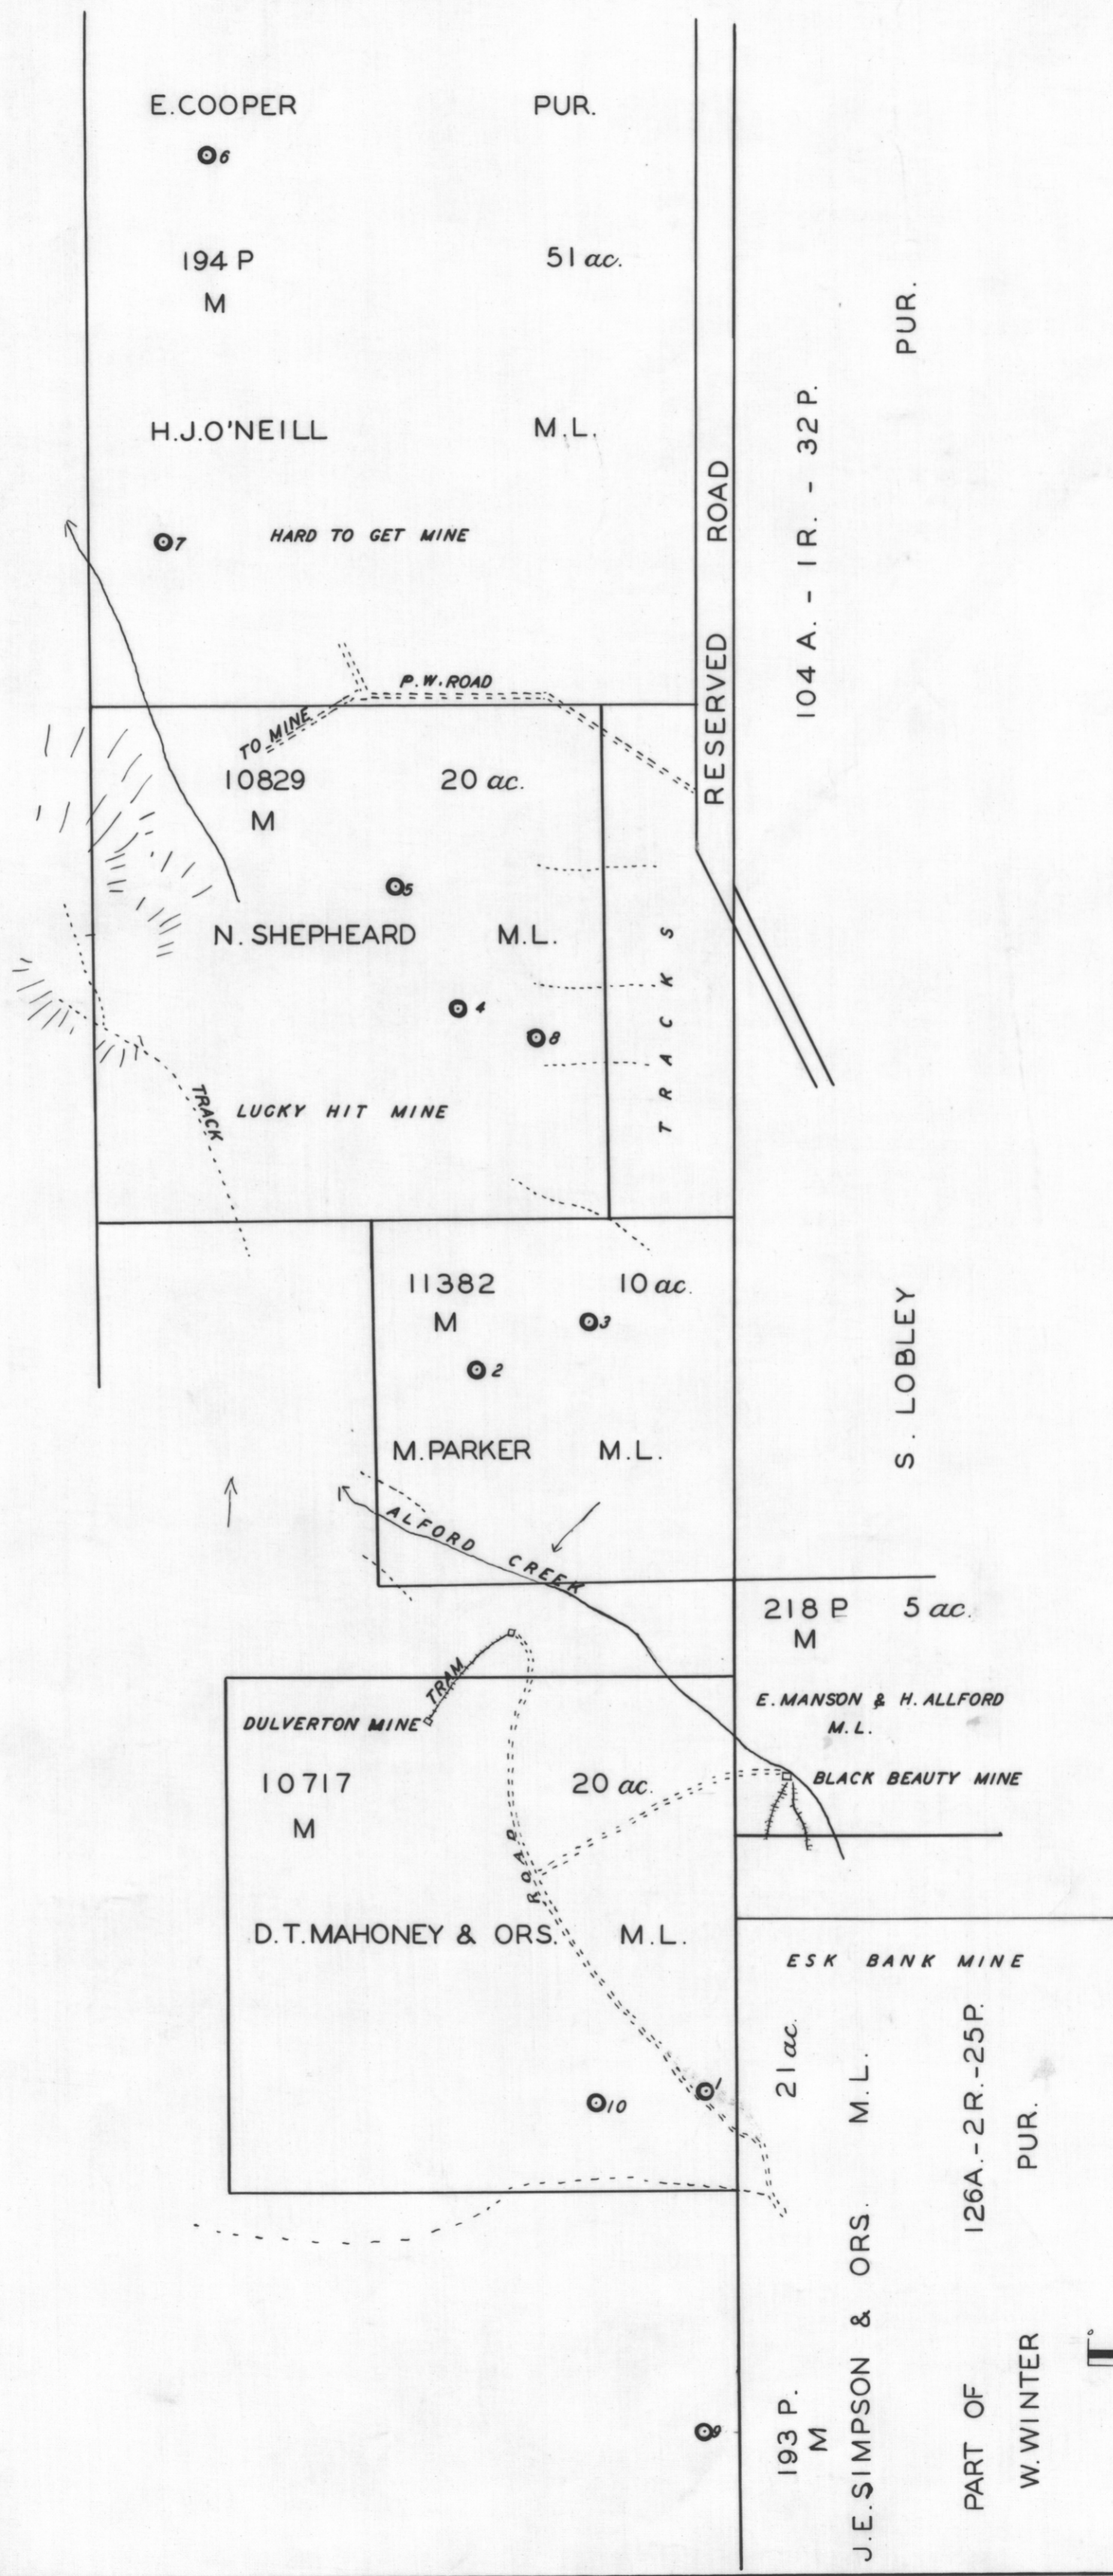 E. COOPER PUR.
6
194 P 51 ac.
M
H.J. O'NEILL M.L.
7
HARD TO GET MINE
P.W. ROAD
TO MINE
10829 20 ac.
M
5
N. SHEPHEARD M.L.
4
8
TRACKS
TRACK
LUCKY HIT MINE
RESERVED ROAD
104 A. - 1 R. - 32 P.
S. LOBLEY PUR.
11382 10 ac.
M
3
2
M. PARKER M.L.
ALFORD CREEK
218 P 5 ac.
M
E. MANSON & H. ALLFORD
M.L.
BLACK BEAUTY MINE
TRAM
DULVERTON MINE
10717 20 ac.
M
ROAD
D.T. MAHONEY & ORS. M.L.
1
10
9
ESK BANK MINE
193 P. 21 ac.
M
J.E. SIMPSON & ORS. M.L.
PART OF 126A.-2R.-25P.
W. WINTER PUR.